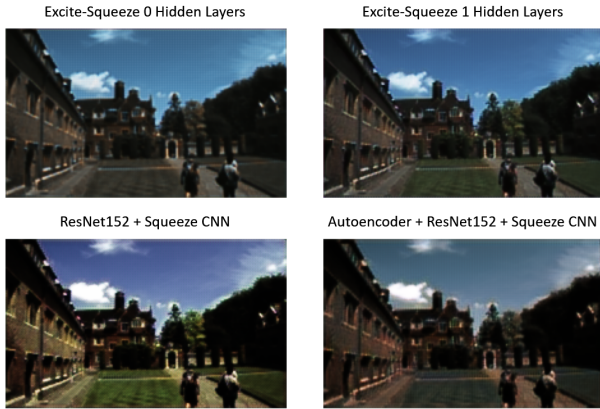 Excite-Squeeze 0 Hidden Layers
Excite-Squeeze 1 Hidden Layers
ResNet152 + Squeeze CNN
Autoencoder + ResNet152 + Squeeze CNN